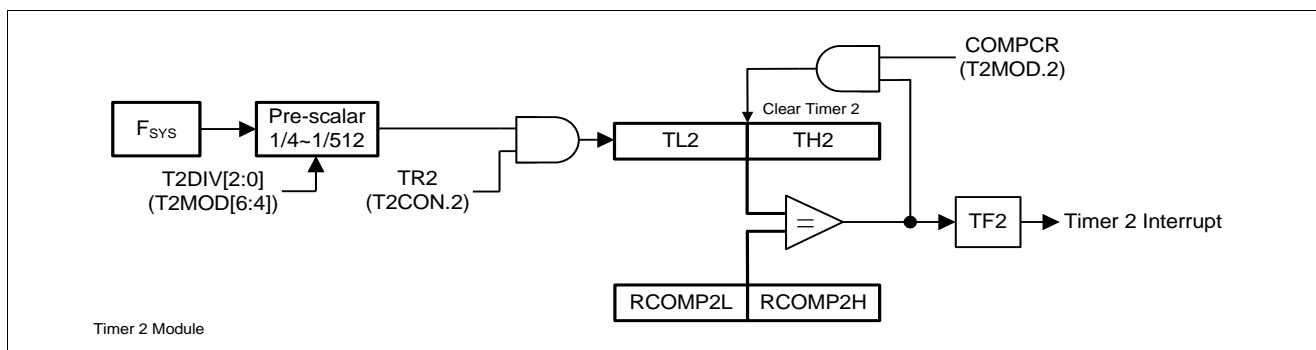 COMPCR
(T2MOD.2)
Clear Timer 2
FSYS
Pre-scalar
1/4~1/512
TL2
TH2
T2DIV[2:0]
(T2MOD[6:4])
TR2
(T2CON.2)
=
TF2
Timer 2 Interrupt
RCOMP2L
RCOMP2H
Timer 2 Module